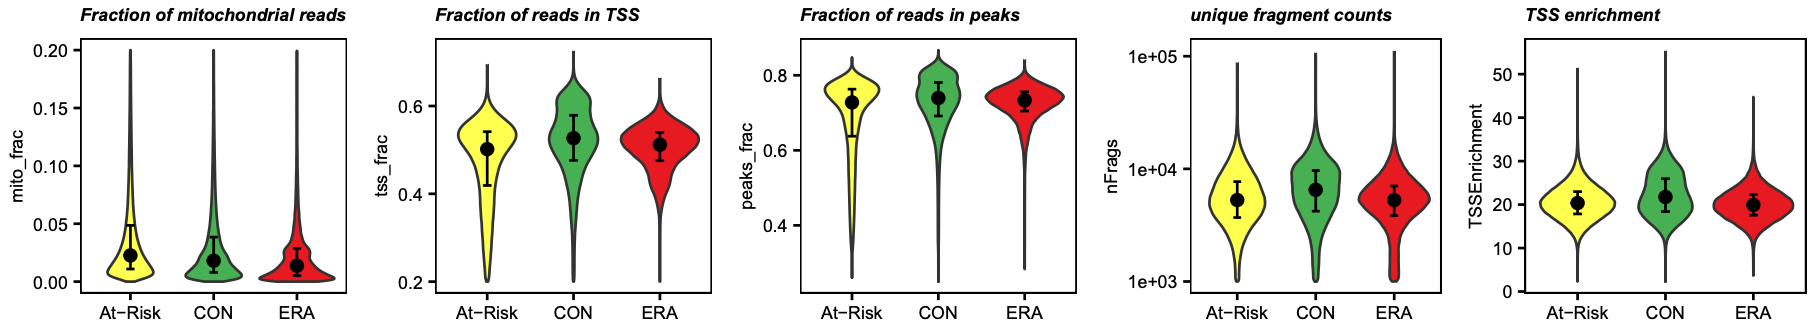 Fraction of mitochondrial reads
mito_frac
0.20
0.15
0.10
0.05
0.00
At−Risk CON ERA
Fraction of reads in TSS
tss_frac
0.6
0.4
0.2
At−Risk CON ERA
Fraction of reads in peaks
peaks_frac
0.8
0.6
0.4
At−Risk CON ERA
unique fragment counts
nFrags
1e+05
1e+04
1e+03
At−Risk CON ERA
TSS enrichment
TSSEnrichment
50
40
30
20
10
0
At−Risk CON ERA